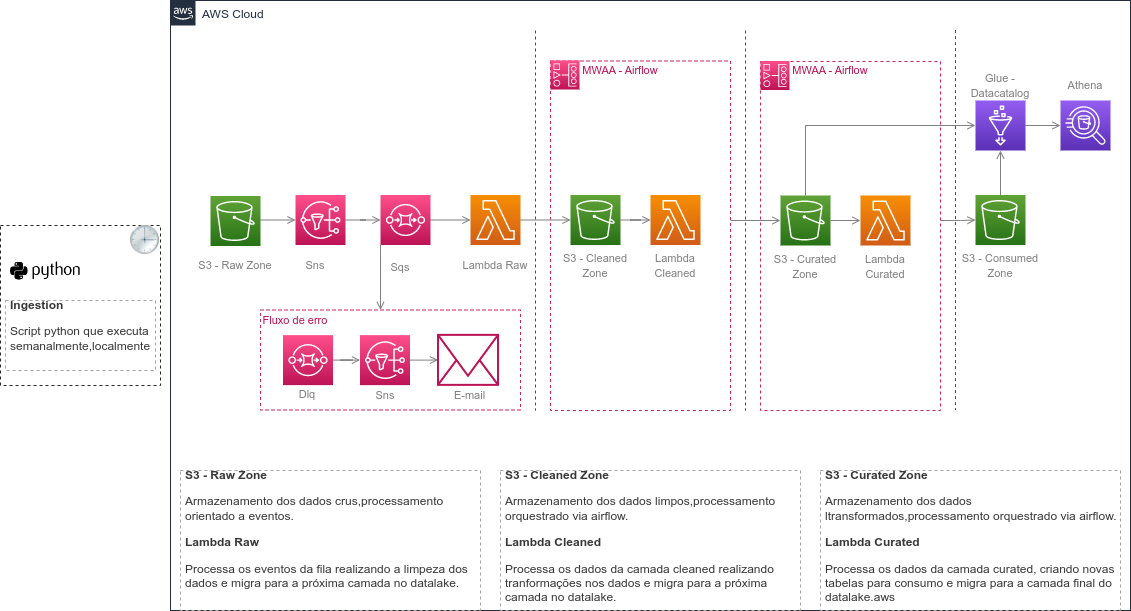 aws
AWS Cloud
MWAA - Airflow
MWAA - Airflow
Glue -
Datacatalog
Athena
python
Ingestion
Script python que executa
semanalmente,localmente
S3 - Raw Zone
Sns
Sqs
Lambda Raw
S3 - Cleaned
Zone
Lambda
Cleaned
S3 - Curated
Zone
Lambda
Curated
S3 - Consumed
Zone
Fluxo de erro
Dlq
Sns
E-mail
S3 - Raw Zone
Armazenamento dos dados crus,processamento
orientado a eventos.
Lambda Raw
Processa os eventos da fila realizando a limpeza dos
dados e migra para a próxima camada no datalake.
S3 - Cleaned Zone
Armazenamento dos dados limpos,processamento
orquestrado via airflow.
Lambda Cleaned
Processa os dados da camada cleaned realizando
tranformações nos dados e migra para a próxima
camada no datalake.
S3 - Curated Zone
Armazenamento dos dados
ltransformados,processamento orquestrado via airflow.
Lambda Curated
Processa os dados da camada curated, criando novas
tabelas para consumo e migra para a camada final do
datalake.aws